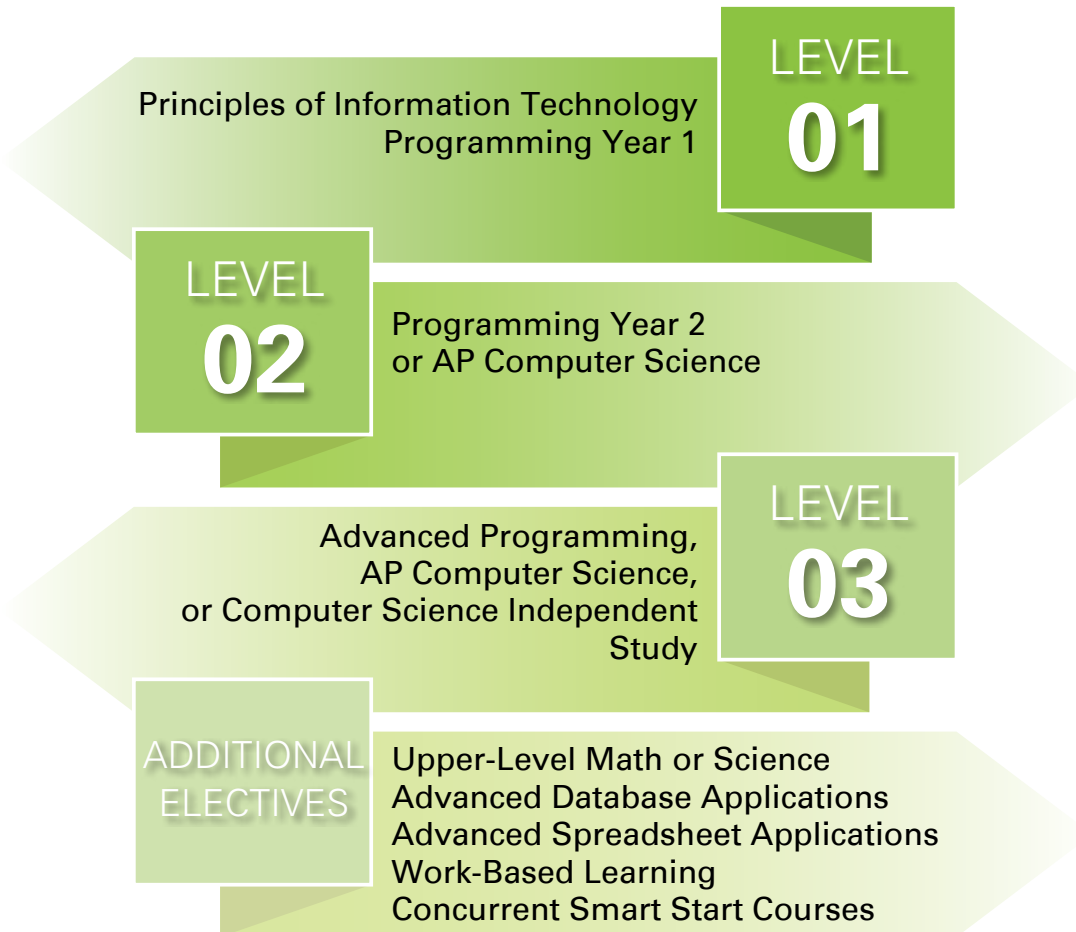 LEVEL
01
Principles of Information Technology
Programming Year 1
LEVEL
02
Programming Year 2
or AP Computer Science
LEVEL
03
Advanced Programming,
AP Computer Science,
or Computer Science Independent
Study
ADDITIONAL
ELECTIVES
Upper-Level Math or Science
Advanced Database Applications
Advanced Spreadsheet Applications
Work-Based Learning
Concurrent Smart Start Courses